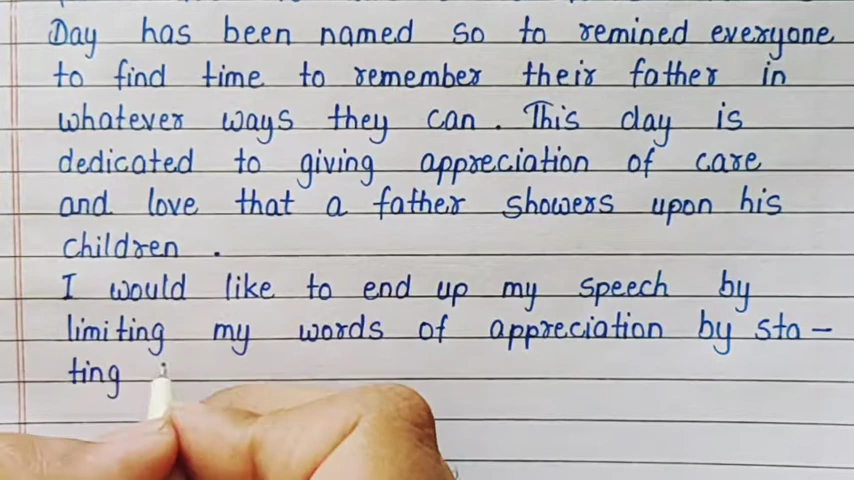 Day has been named so to remined everyone
to find time to remember their father in
whatever ways they can . This day is
dedicated to giving appreciation of care
and love that a father showers upon his
children .
I would like to end up my speech by
limiting my words of appreciation by sta-
ting